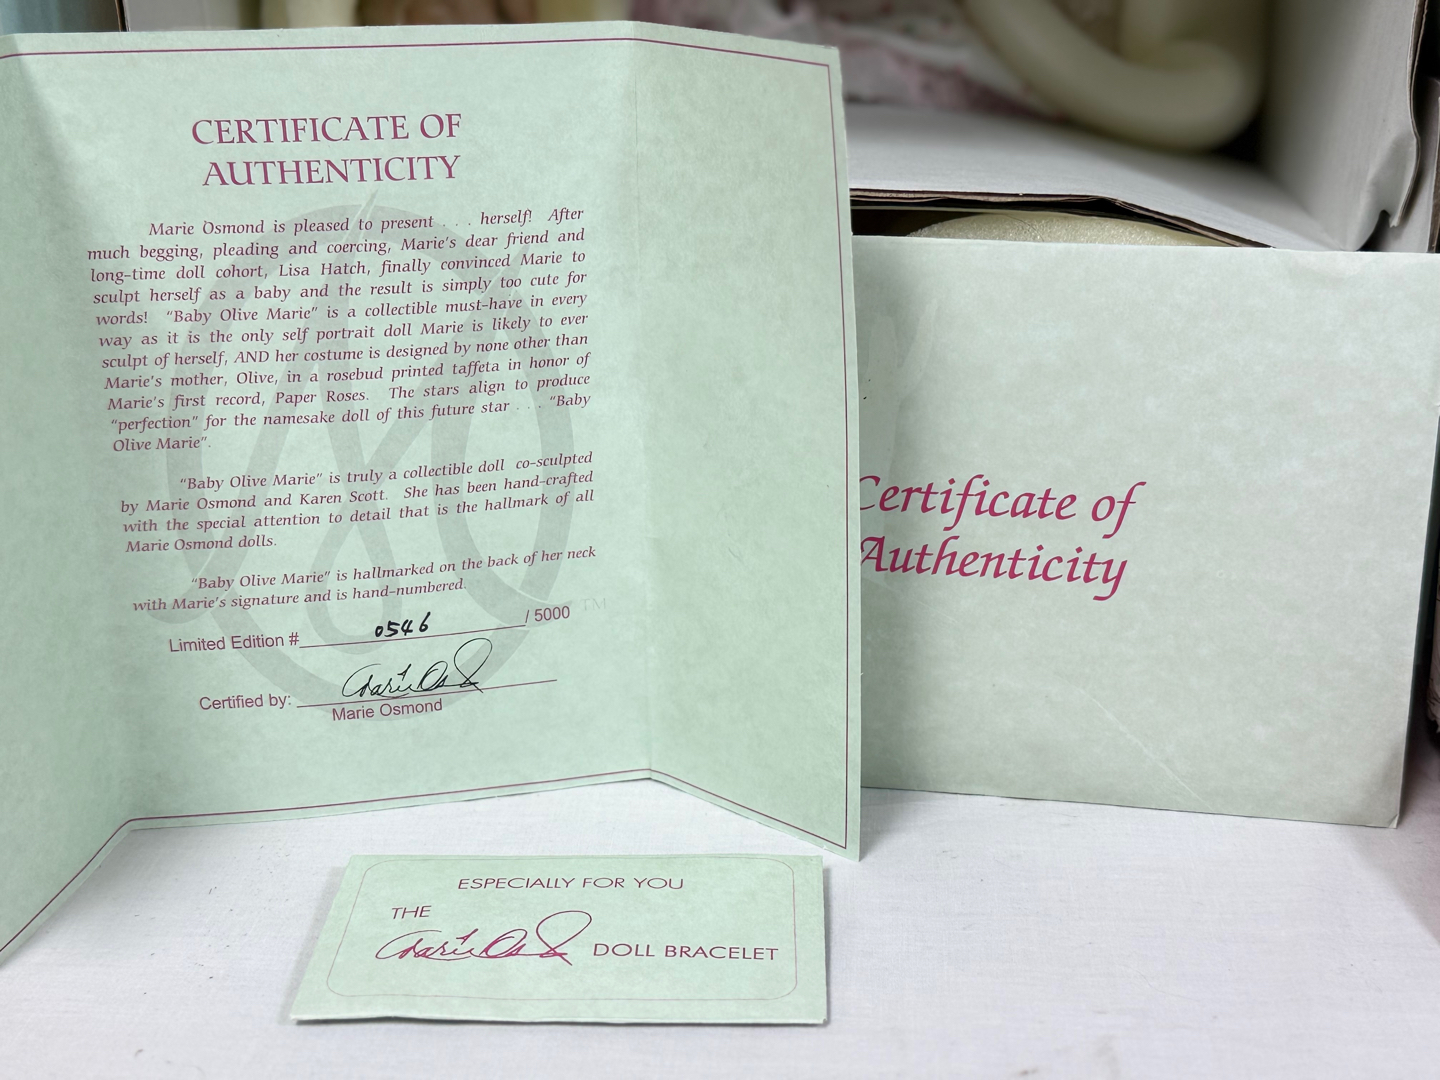 CERTIFICATE OF
AUTHENTICITY
Marie Osmond is pleased to present . . . herself! After
much begging, pleading and coercing, Marie's dear friend and
long-time doll cohort, Lisa Hatch, finally convinced Marie to
sculpt herself as a baby and the result is simply too cute for
words! "Baby Olive Marie" is a collectible must-have in every
way as it is the only self portrait doll Marie is likely to ever
sculpt of herself, AND her costume is designed by none other than
Marie's mother, Olive, in a rosebud printed taffeta in honor of
Marie's first record, Paper Roses. The stars align to produce
"perfection" for the namesake doll of this future star . . . "Baby
Olive Marie".
"Baby Olive Marie" is truly a collectible doll co-sculpted
by Marie Osmond and Karen Scott. She has been hand-crafted
with the special attention to detail that is the hallmark of all
Marie Osmond dolls.
"Baby Olive Marie" is hallmarked on the back of her neck
with Marie's signature and is hand-numbered.
TM
Limited Edition # 0546 / 5000
Certified by: Marie Osmond
Marie Osmond
Certificate of
Authenticity
ESPECIALLY FOR YOU
THE
Marie Osmond DOLL BRACELET